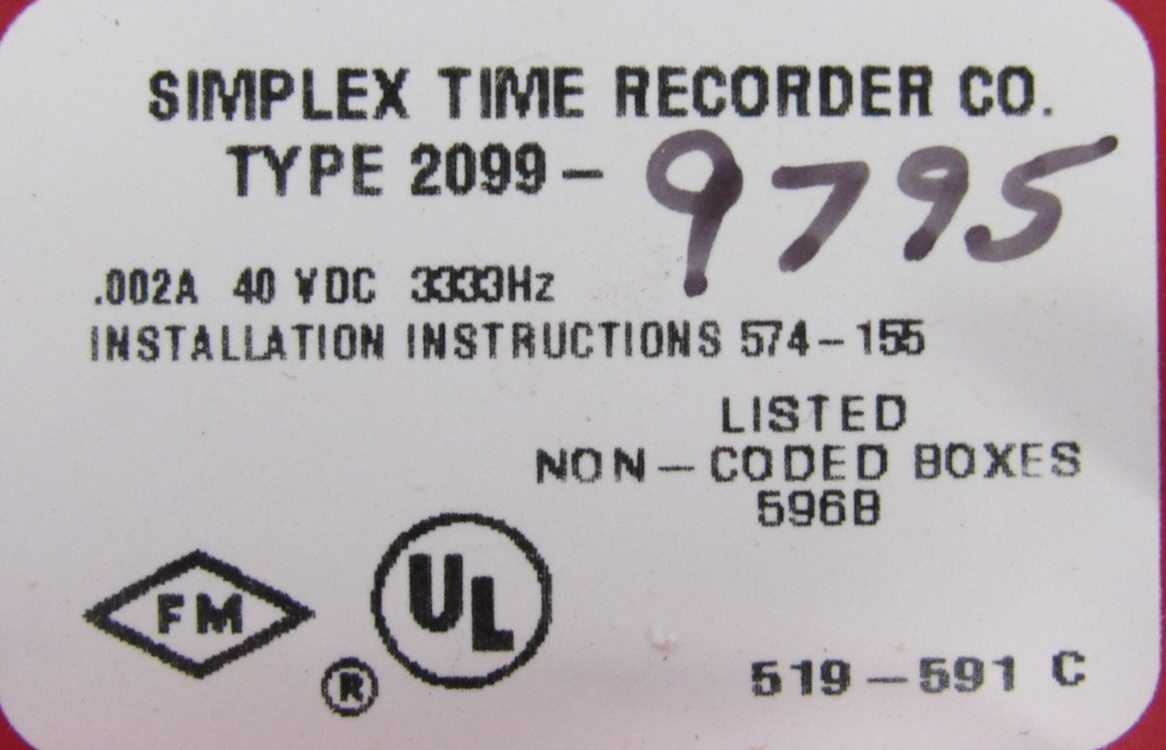 SIMPLEX TIME RECORDER CO.
TYPE 2099-9795
.002A 40 VDC 3333Hz
INSTALLATION INSTRUCTIONS 574-155
LISTED
NON-CODED BOXES
596B
FM
® UL
519-591 C